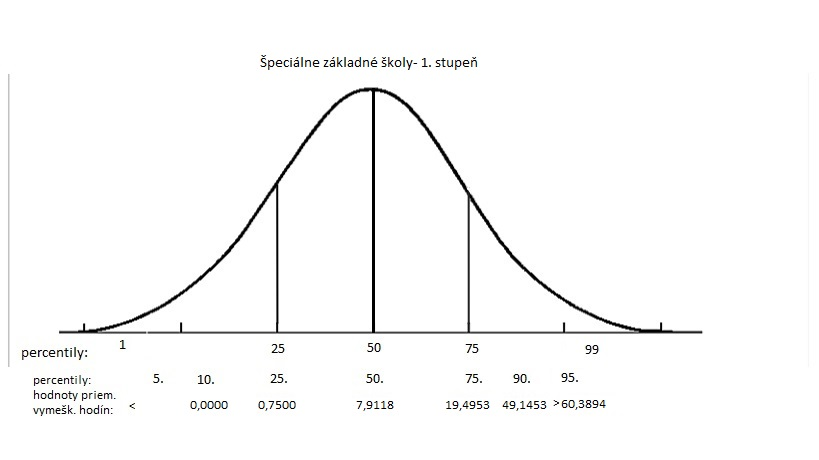 Špeciálne základné školy- 1. stupeň
percentily: 1 25 50 75 99
percentily: 5. 10. 25. 50. 75. 90. 95.
hodnoty priem.
vymešk. hodín: < 0,0000 0,7500 7,9118 19,4953 49,1453 >60,3894